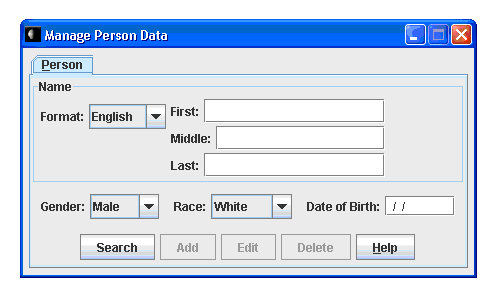 Manage Person Data
Person
Name
Format: English First:
Middle:
Last:
Gender: Male Race: White Date of Birth: / /
Search Add Edit Delete Help